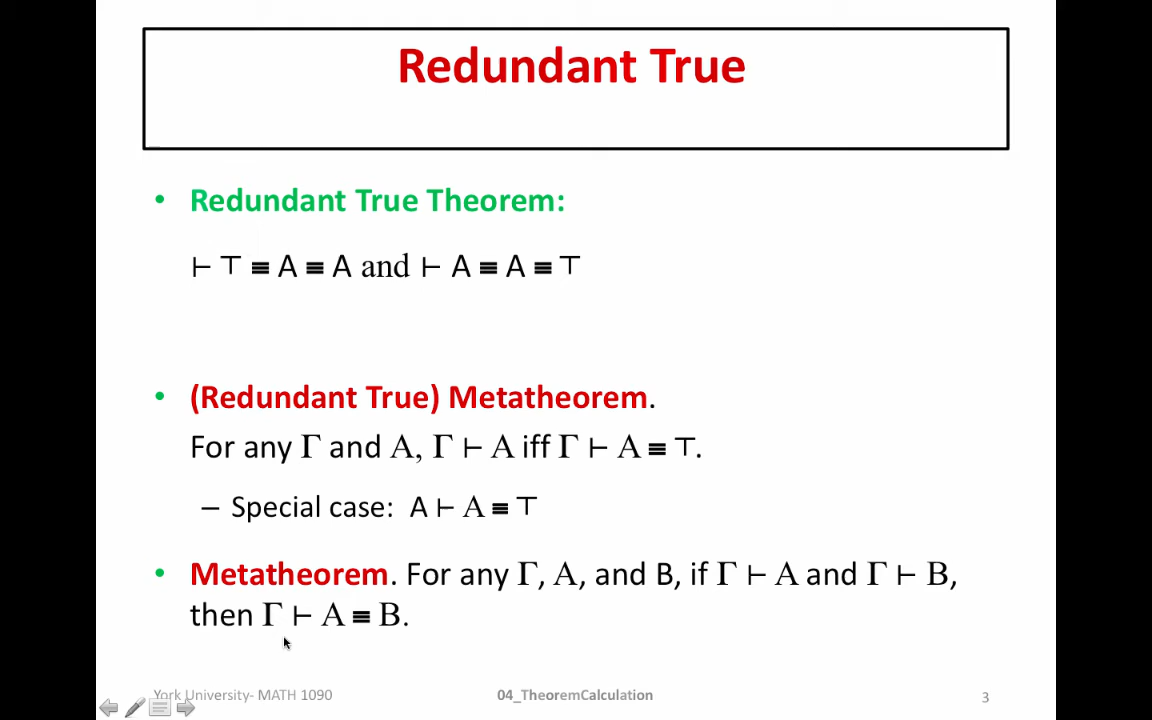 Redundant True
• Redundant True Theorem:
⊢ ⊤ ≡ A ≡ A and ⊢ A ≡ A ≡ ⊤
• (Redundant True) Metatheorem.
For any Γ and A, Γ ⊢ A iff Γ ⊢ A ≡ ⊤.
– Special case: A ⊢ A ≡ ⊤
• Metatheorem. For any Γ, A, and B, if Γ ⊢ A and Γ ⊢ B,
then Γ ⊢ A ≡ B.
York University- MATH 1090 04_TheoremCalculation 3